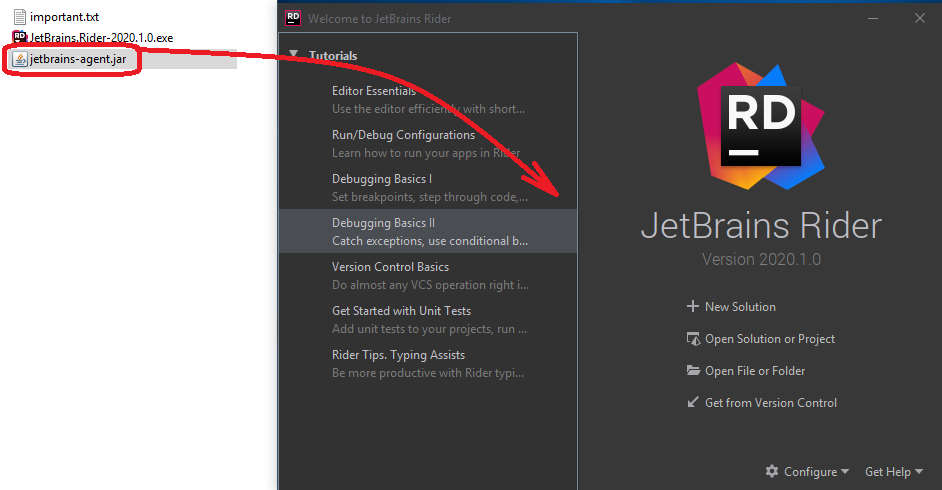 important.txt
JetBrains.Rider-2020.1.0.exe
jetbrains-agent.jar
RD Welcome to JetBrains Rider
Tutorials
Editor Essentials
Use the editor efficiently with short...
Run/Debug Configurations
Learn how to run your apps in Rider
Debugging Basics I
Set breakpoints, step through code,...
Debugging Basics II
Catch exceptions, use conditional b...
Version Control Basics
Do almost any VCS operation right i...
Get Started with Unit Tests
Add unit tests to your projects, run ...
Rider Tips. Typing Assists
Be more productive with Rider typi...
RD
JetBrains Rider
Version 2020.1.0
New Solution
Open Solution or Project
Open File or Folder
Get from Version Control
Configure Get Help